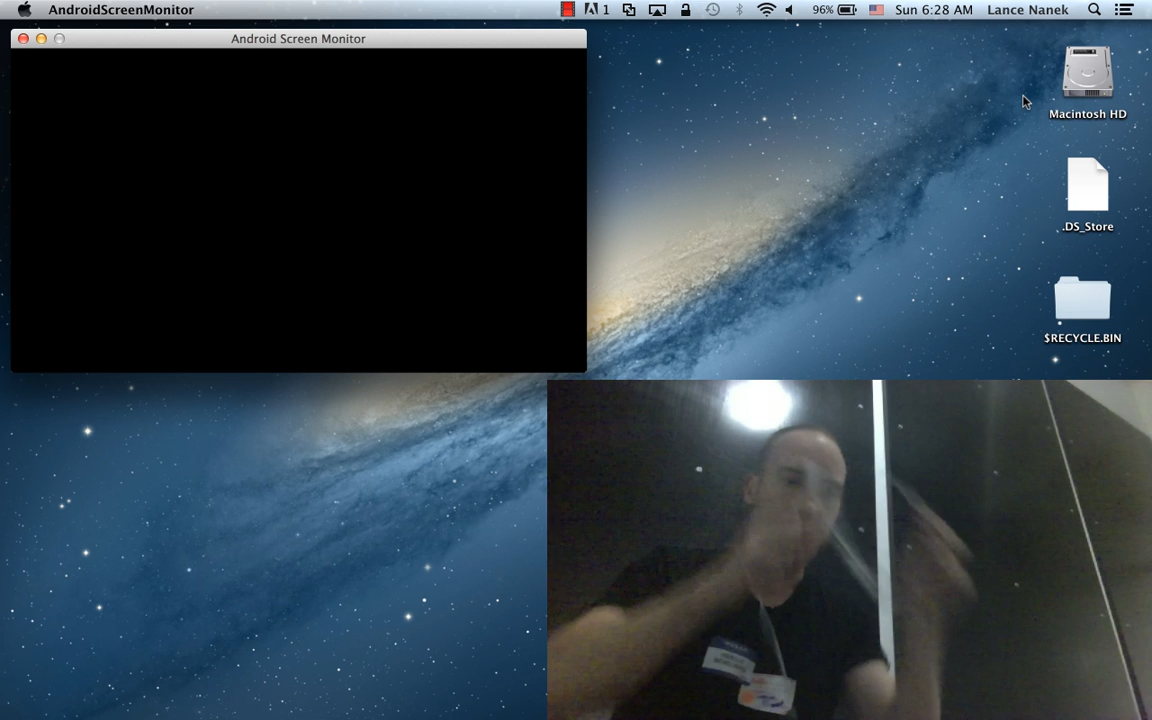 AndroidScreenMonitor
1
96%
Sun 6:28 AM
Lance Nanek
Android Screen Monitor
Macintosh HD
.DS_Store
$RECYCLE.BIN